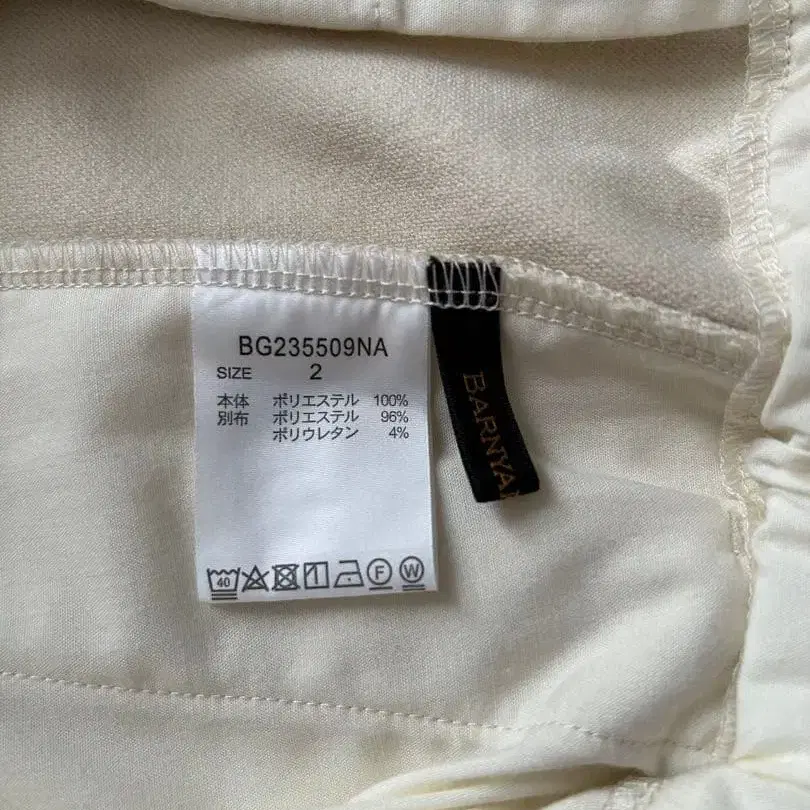 BG235509NA
SIZE 2
本体 ポリエステル 100%
別布 ポリエステル 96%
ポリウレタン 4%
40 F W